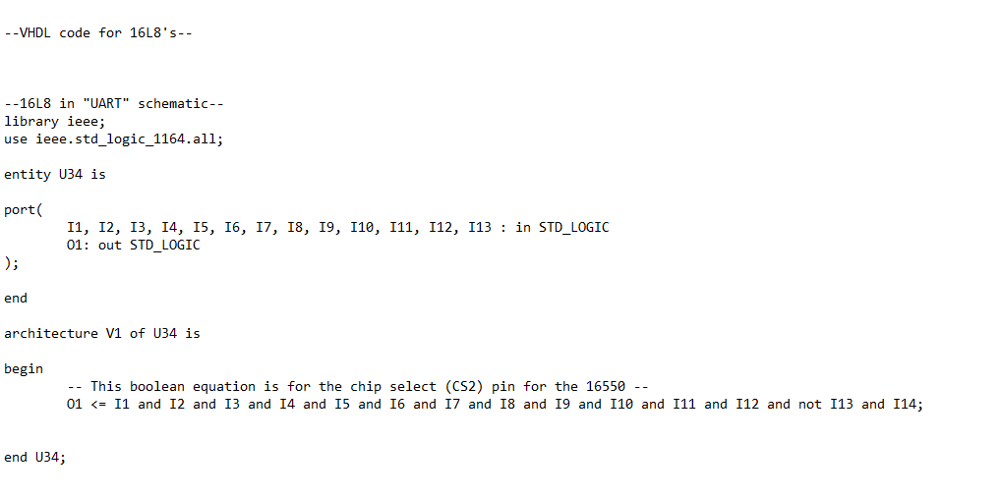 --VHDL code for 16L8's--
--16L8 in "UART" schematic--
library ieee;
use ieee.std_logic_1164.all;
entity U34 is
port(
I1, I2, I3, I4, I5, I6, I7, I8, I9, I10, I11, I12, I13 : in STD_LOGIC
O1: out STD_LOGIC
);
end
architecture V1 of U34 is
begin
-- This boolean equation is for the chip select (CS2) pin for the 16550 --
O1 <= I1 and I2 and I3 and I4 and I5 and I6 and I7 and I8 and I9 and I10 and I11 and I12 and not I13 and I14;
end U34;